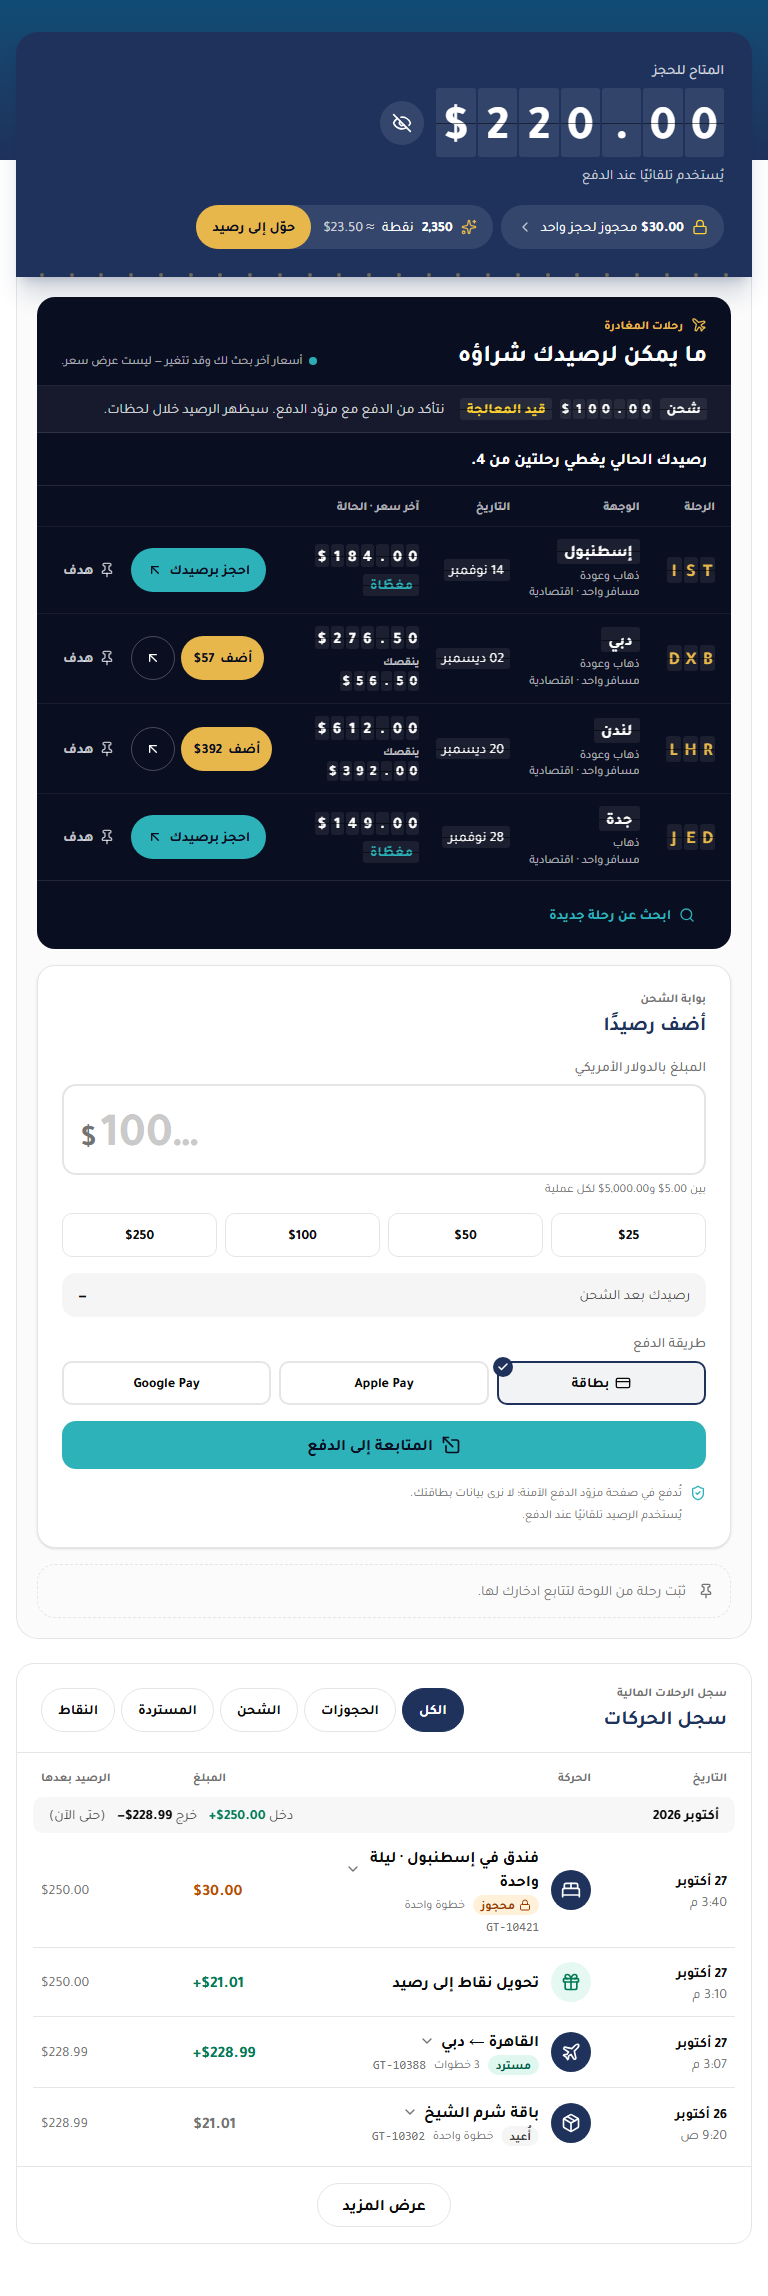 المتاح للحجز
$220.00
يُستخدم تلقائيًا عند الدفع
$30.00 محجوز لحجز واحد
2,350 نقطة ≈ $23.50
حوّل إلى رصيد
رحلات المغادرة
ما يمكن لرصيدك شراؤه
أسعار آخر بحث لك وقد تتغير — ليست عرض سعر.
شحن $100.00 قيد المعالجة نتأكد من الدفع مع مزوّد الدفع. سيظهر الرصيد خلال لحظات.
رصيدك الحالي يغطي رحلتين من 4.
الرحلة الوجهة التاريخ آخر سعر · الحالة
IST إسطنبول 14 نوفمبر $184.00 احجز برصيدك هدف
ذهاب وعودة
مسافر واحد · اقتصادية
مغطّاة
DXB دبي 02 ديسمبر $276.50 أضف $57 هدف
ذهاب وعودة
مسافر واحد · اقتصادية
ينقصك
$56.50
LHR لندن 20 ديسمبر $612.00 أضف $392 هدف
ذهاب وعودة
مسافر واحد · اقتصادية
ينقصك
$392.00
JED جدة 28 نوفمبر $149.00 احجز برصيدك هدف
ذهاب
مسافر واحد · اقتصادية
مغطّاة
ابحث عن رحلة جديدة
بوابة الشحن
أضف رصيدًا
المبلغ بالدولار الأمريكي
$ 100...
بين $5.00 و$5,000.00 لكل عملية
$25 $50 $100 $250
رصيدك بعد الشحن –
طريقة الدفع
بطاقة Apple Pay Google Pay
المتابعة إلى الدفع
تُدفع في صفحة مزوّد الدفع الآمنة؛ لا نرى بيانات بطاقتك.
يُستخدم الرصيد تلقائيًا عند الدفع.
ثبّت رحلة من اللوحة لتتابع ادخارك لها.
سجل الرحلات المالية
سجل الحركات
الكل الحجوزات الشحن المستردة النقاط
التاريخ الحركة المبلغ الرصيد بعدها
أكتوبر 2026 دخل +$250.00 خرج −$228.99 (حتى الآن)
27 أكتوبر
3:40 م
فندق في إسطنبول · ليلة واحدة
محجوز خطوة واحدة
GT-10421
$30.00 $250.00
27 أكتوبر
3:10 م
تحويل نقاط إلى رصيد
+$21.01 $250.00
27 أكتوبر
3:07 م
القاهرة ← دبي
مسترد 3 خطوات GT-10388
+$228.99 $228.99
26 أكتوبر
9:20 ص
باقة شرم الشيخ
أُعيد خطوة واحدة GT-10302
$21.01 $228.99
عرض المزيد